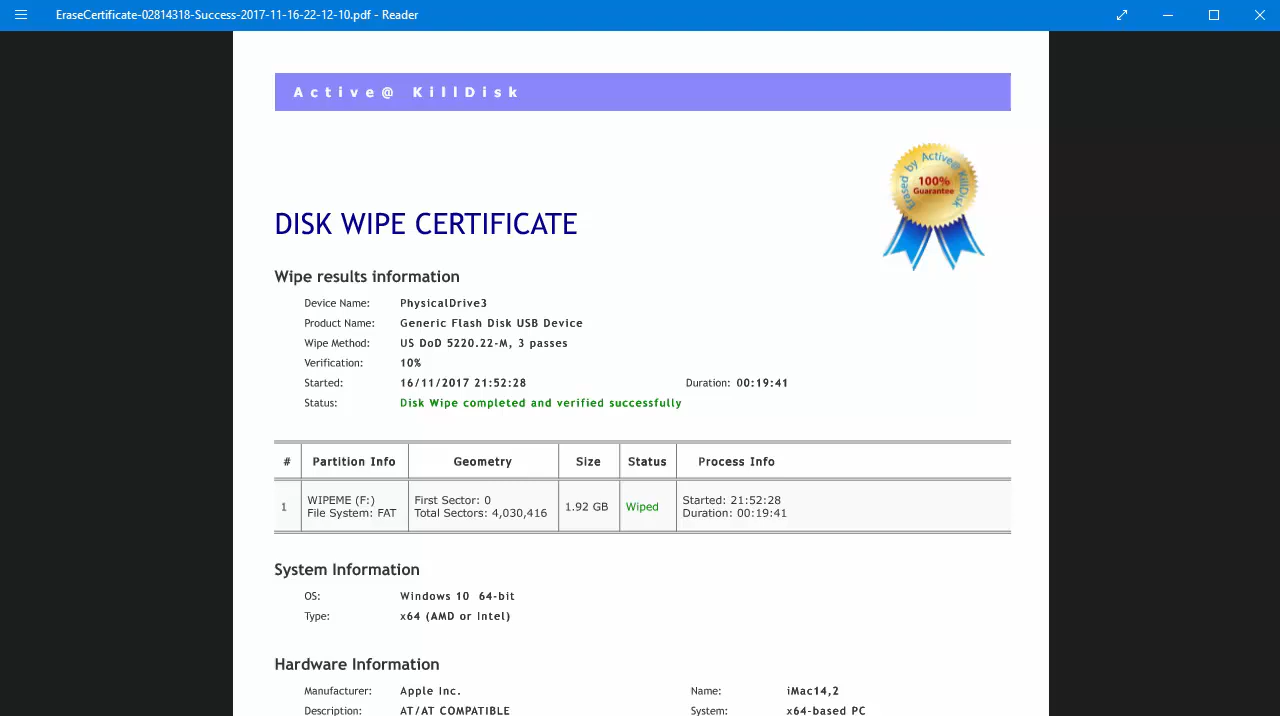 EraseCertificate-02814318-Success-2017-11-16-22-12-10.pdf - Reader
Active@ KillDisk
Erased by Active@ KillDisk
100%
Guarantee
DISK WIPE CERTIFICATE
Wipe results information
Device Name: PhysicalDrive3
Product Name: Generic Flash Disk USB Device
Wipe Method: US DoD 5220.22-M, 3 passes
Verification: 10%
Started: 16/11/2017 21:52:28 Duration: 00:19:41
Status: Disk Wipe completed and verified successfully
# Partition Info Geometry Size Status Process Info
1 WIPEME (F:) First Sector: 0 1.92 GB Wiped Started: 21:52:28
File System: FAT Total Sectors: 4,030,416 Duration: 00:19:41
System Information
OS: Windows 10 64-bit
Type: x64 (AMD or Intel)
Hardware Information
Manufacturer: Apple Inc. Name: iMac14,2
Description: AT/AT COMPATIBLE System: x64-based PC